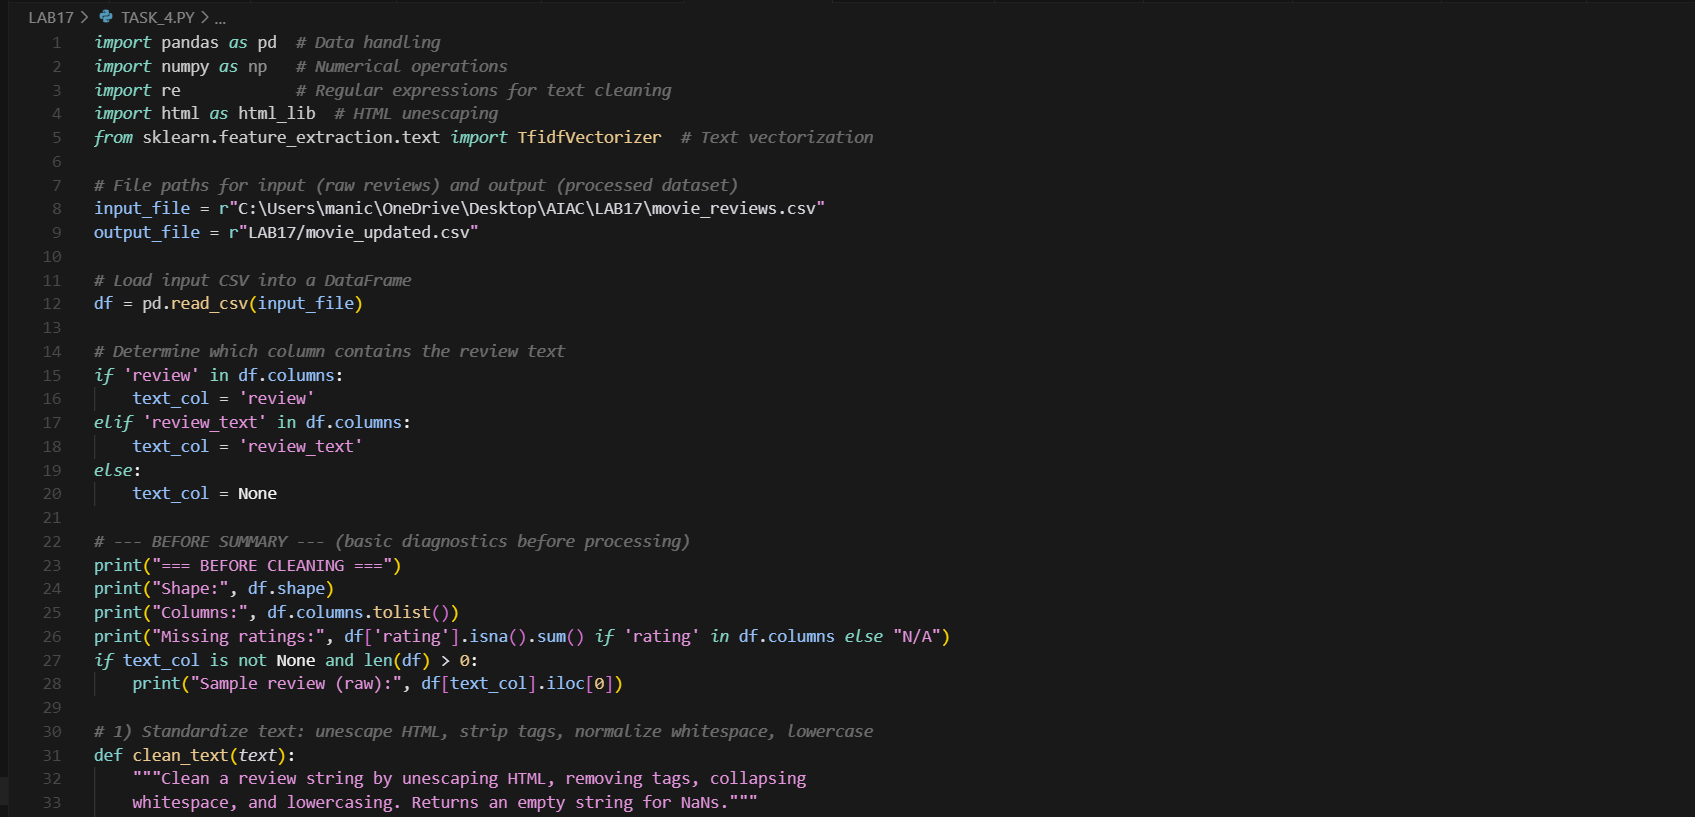 LAB17 > TASK_4.PY > ...
1 import pandas as pd  # Data handling
2 import numpy as np   # Numerical operations
3 import re            # Regular expressions for text cleaning
4 import html as html_lib  # HTML unescaping
5 from sklearn.feature_extraction.text import TfidfVectorizer  # Text vectorization
6
7 # File paths for input (raw reviews) and output (processed dataset)
8 input_file = r"C:\Users\manic\OneDrive\Desktop\AIAC\LAB17\movie_reviews.csv"
9 output_file = r"LAB17/movie_updated.csv"
10
11 # Load input CSV into a DataFrame
12 df = pd.read_csv(input_file)
13
14 # Determine which column contains the review text
15 if 'review' in df.columns:
16     text_col = 'review'
17 elif 'review_text' in df.columns:
18     text_col = 'review_text'
19 else:
20     text_col = None
21
22 # --- BEFORE SUMMARY --- (basic diagnostics before processing)
23 print("=== BEFORE CLEANING ===")
24 print("Shape:", df.shape)
25 print("Columns:", df.columns.tolist())
26 print("Missing ratings:", df['rating'].isna().sum() if 'rating' in df.columns else "N/A")
27 if text_col is not None and len(df) > 0:
28     print("Sample review (raw):", df[text_col].iloc[0])
29
30 # 1) Standardize text: unescape HTML, strip tags, normalize whitespace, lowercase
31 def clean_text(text):
32     """Clean a review string by unescaping HTML, removing tags, collapsing
33     whitespace, and lowercasing. Returns an empty string for NaNs."""